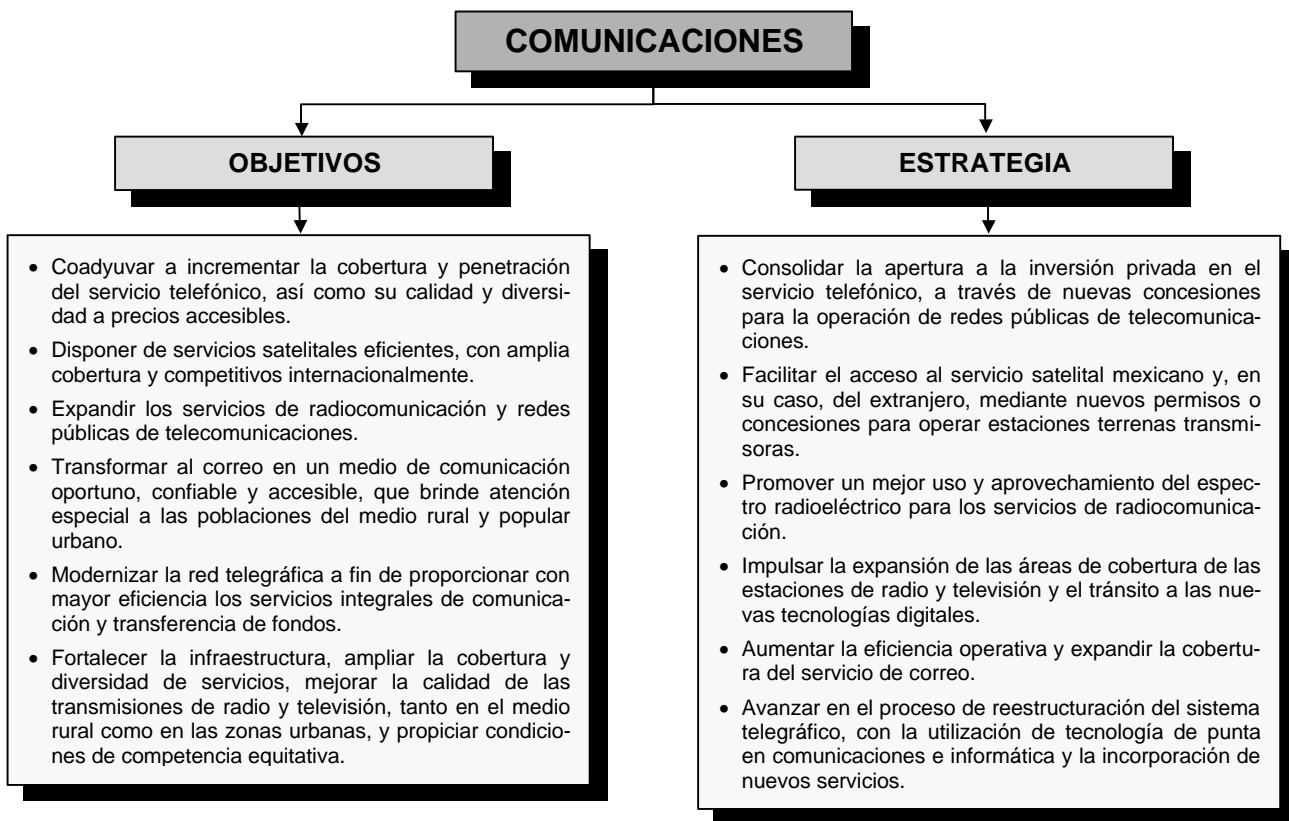 COMUNICACIONES
OBJETIVOS
• Coadyuvar a incrementar la cobertura y penetración
del servicio telefónico, así como su calidad y diversi-
dad a precios accesibles.
• Disponer de servicios satelitales eficientes, con amplia
cobertura y competitivos internacionalmente.
• Expandir los servicios de radiocomunicación y redes
públicas de telecomunicaciones.
• Transformar al correo en un medio de comunicación
oportuno, confiable y accesible, que brinde atención
especial a las poblaciones del medio rural y popular
urbano.
• Modernizar la red telegráfica a fin de proporcionar con
mayor eficiencia los servicios integrales de comunica-
ción y transferencia de fondos.
• Fortalecer la infraestructura, ampliar la cobertura y
diversidad de servicios, mejorar la calidad de las
transmisiones de radio y televisión, tanto en el medio
rural como en las zonas urbanas, y propiciar condicio-
nes de competencia equitativa.
ESTRATEGIA
• Consolidar la apertura a la inversión privada en el
servicio telefónico, a través de nuevas concesiones
para la operación de redes públicas de telecomunica-
ciones.
• Facilitar el acceso al servicio satelital mexicano y, en
su caso, del extranjero, mediante nuevos permisos o
concesiones para operar estaciones terrenas transmi-
soras.
• Promover un mejor uso y aprovechamiento del espec-
tro radioeléctrico para los servicios de radiocomunica-
ción.
• Impulsar la expansión de las áreas de cobertura de las
estaciones de radio y televisión y el tránsito a las nue-
vas tecnologías digitales.
• Aumentar la eficiencia operativa y expandir la cobertu-
ra del servicio de correo.
• Avanzar en el proceso de reestructuración del sistema
telegráfico, con la utilización de tecnología de punta
en comunicaciones e informática y la incorporación de
nuevos servicios.